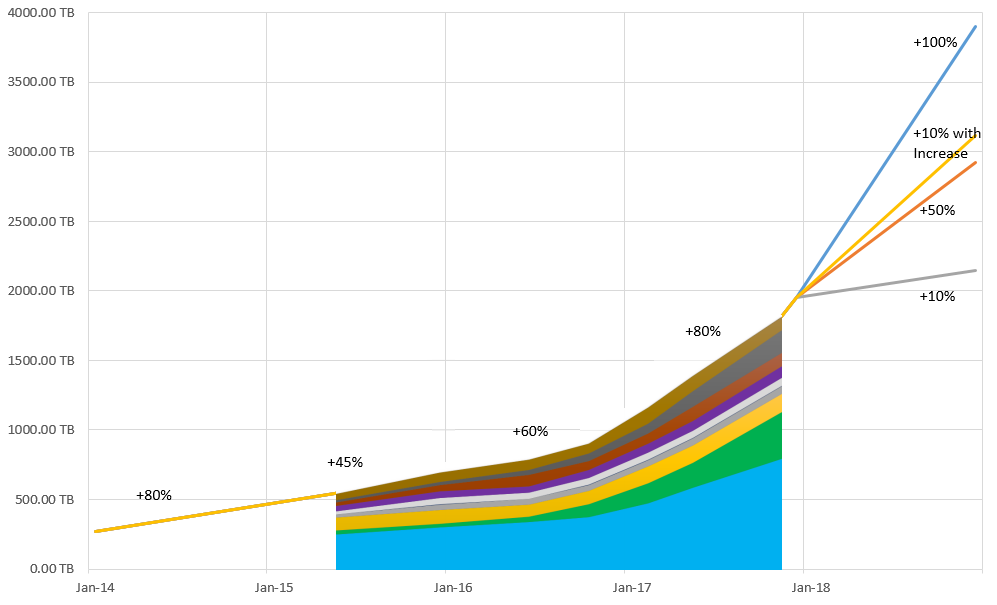 4000.00 TB
3500.00 TB
3000.00 TB
2500.00 TB
2000.00 TB
1500.00 TB
1000.00 TB
500.00 TB
0.00 TB
+100%
+10% with
Increase
+50%
+10%
+80%
+60%
+45%
+80%
Jan-14
Jan-15
Jan-16
Jan-17
Jan-18